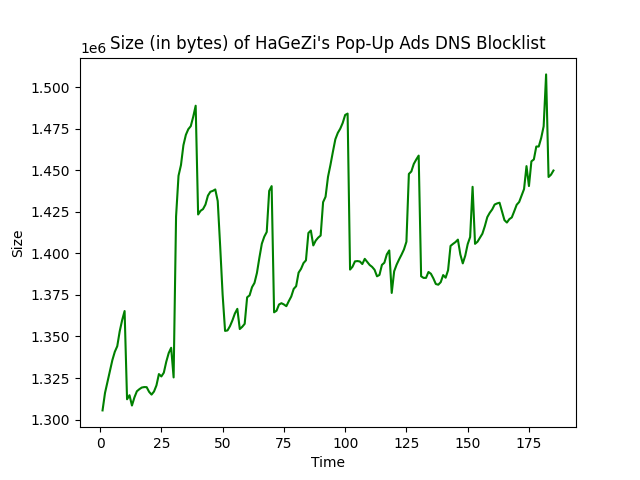 Size (in bytes) of HaGeZi's Pop-Up Ads DNS Blocklist
1e6
1.500
1.475
1.450
1.425
1.400
1.375
1.350
1.325
1.300
Size
0 25 50 75 100 125 150 175
Time